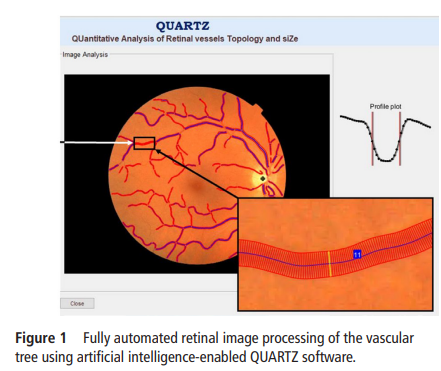 QUARTZ
QUantitative Analysis of Retinal vessels Topology and siZe
Image Analysis
Profile plot
11
Close
Figure 1 Fully automated retinal image processing of the vascular
tree using artificial intelligence-enabled QUARTZ software.